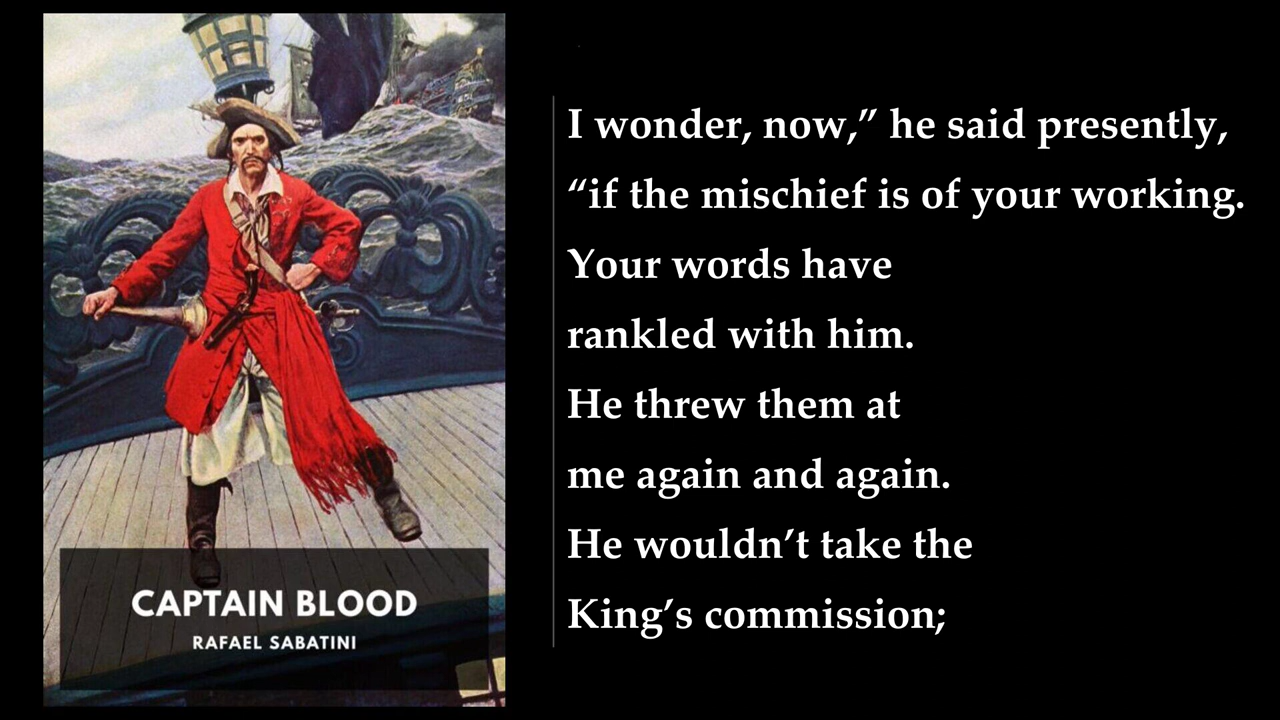 CAPTAIN BLOOD
RAFAEL SABATINI
I wonder, now,” he said presently,
“if the mischief is of your working.
Your words have
rankled with him.
He threw them at
me again and again.
He wouldn’t take the
King’s commission;